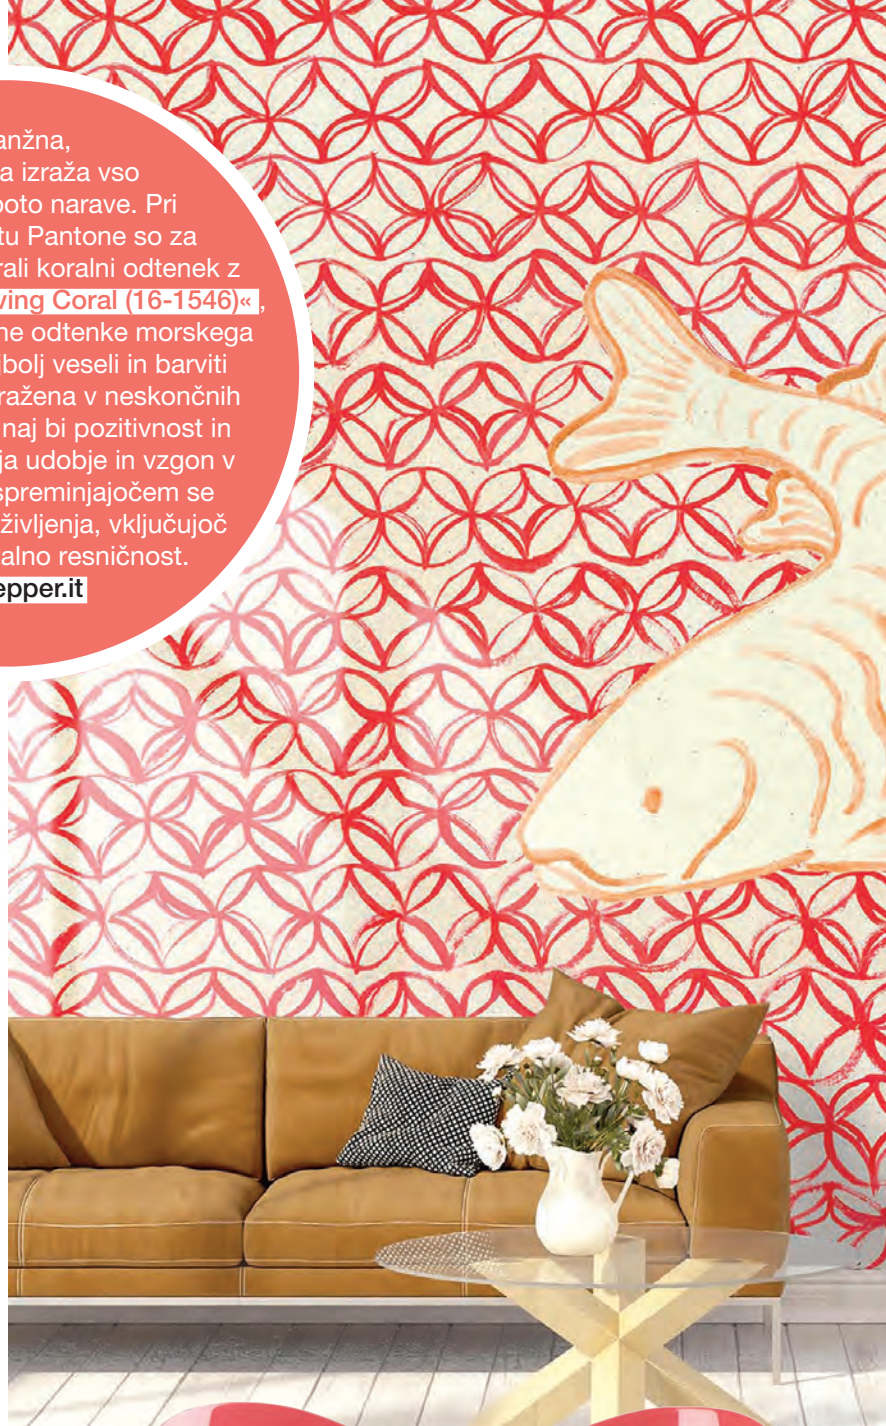 anžna,
a izraža vso
poto narave. Pri
tu Pantone so za
rali koralni odtenek z
ving Coral (16-1546)«,
ne odtenke morskega
jbolj veseli in barviti
ražena v neskončnih
naj bi pozitivnost in
ja udobje in vzgon v
spreminjajočem se
življenja, vključujoč
alno resničnost.
epper.it